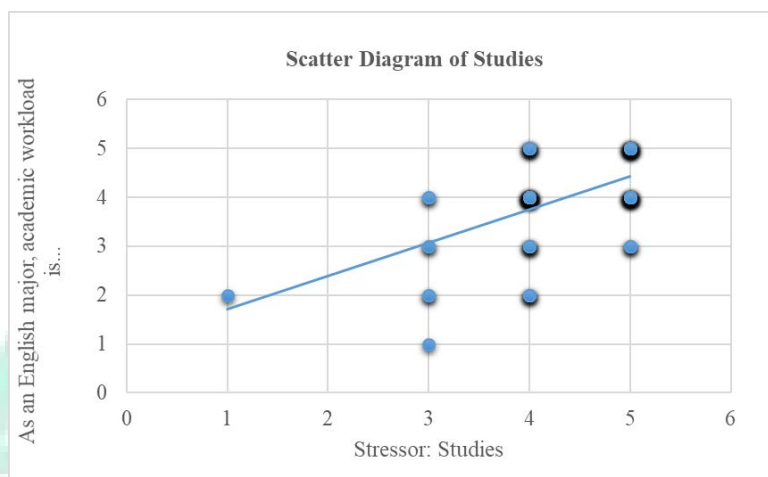 Scatter Diagram of Studies
As an English major, academic workload
is...
6
5
4
3
2
1
0
0 1 2 3 4 5 6
Stressor: Studies